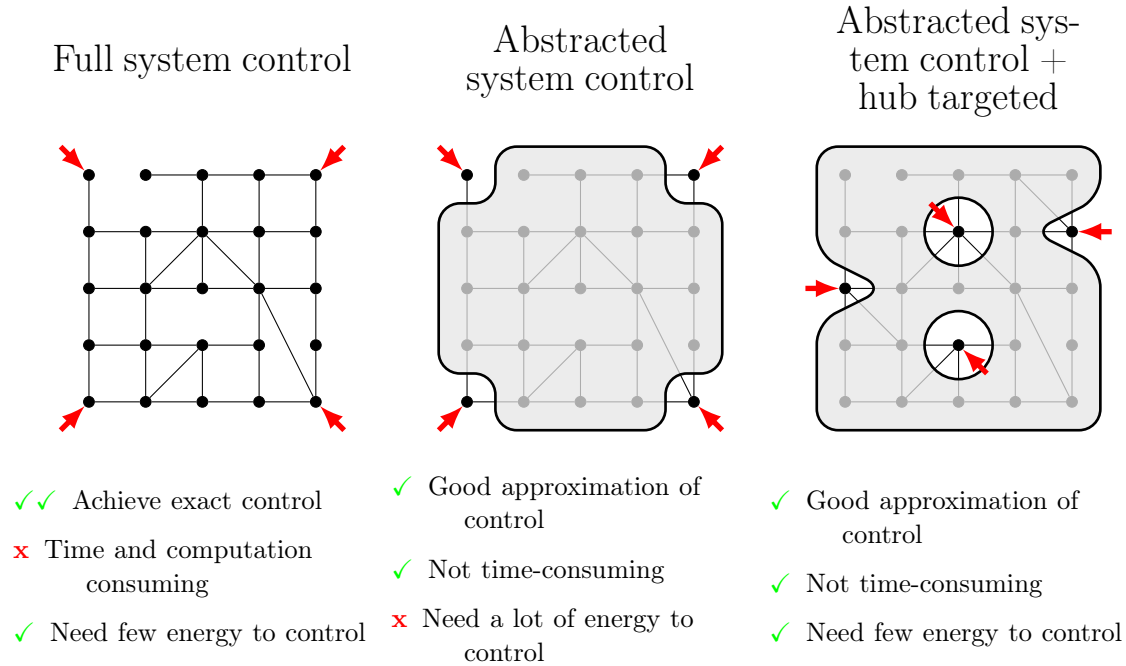 Full system control
Abstracted
system control
Abstracted sys-
tem control +
hub targeted
✓✓ Achieve exact control
x Time and computation
consuming
✓ Need few energy to control
✓ Good approximation of
control
✓ Not time-consuming
x Need a lot of energy to
control
✓ Good approximation of
control
✓ Not time-consuming
✓ Need few energy to control